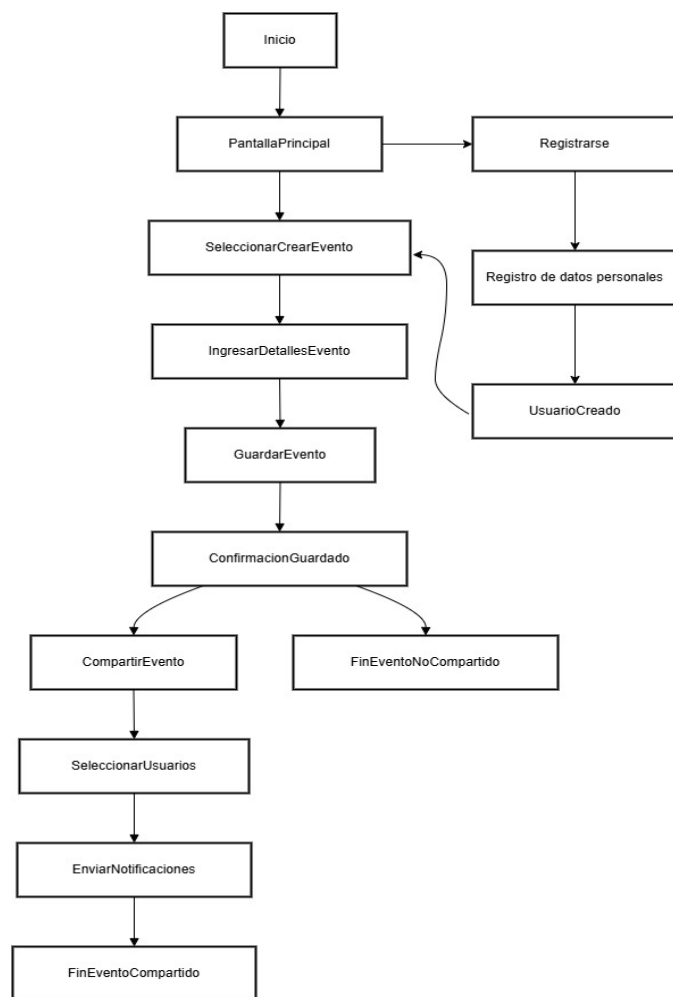 Inicio
PantallaPrincipal
Registrarse
SeleccionarCrearEvento
Registro de datos personales
IngresarDetallesEvento
UsuarioCreado
GuardarEvento
ConfirmacionGuardado
CompartirEvento
FinEventoNoCompartido
SeleccionarUsuarios
EnviarNotificaciones
FinEventoCompartido